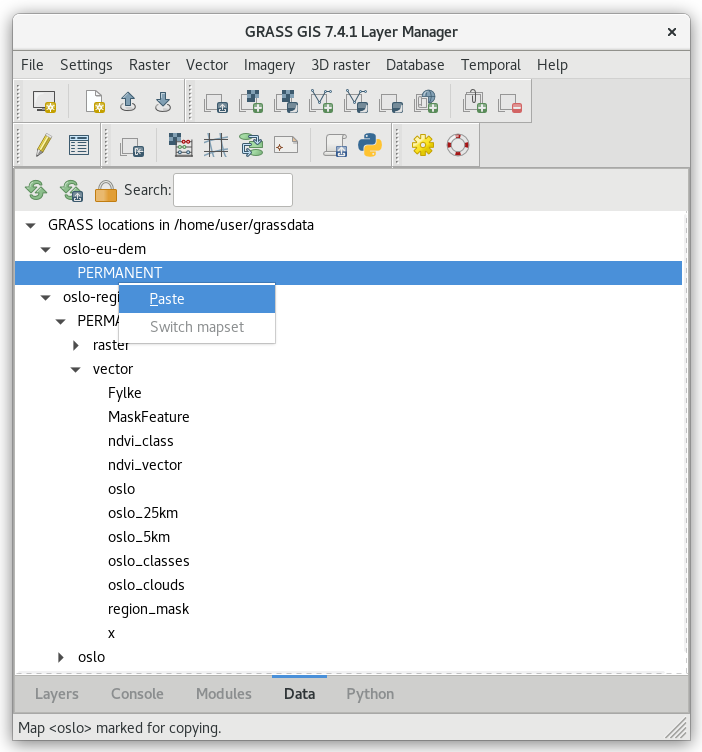 GRASS GIS 7.4.1 Layer Manager
File Settings Raster Vector Imagery 3D raster Database Temporal Help
Search:
GRASS locations in /home/user/grassdata
oslo-eu-dem
PERMANENT
oslo-regi
Paste
PERMA
Switch mapset
raster
vector
Fylke
MaskFeature
ndvi_class
ndvi_vector
oslo
oslo_25km
oslo_5km
oslo_classes
oslo_clouds
region_mask
x
oslo
Layers Console Modules Data Python
Map <oslo> marked for copying.